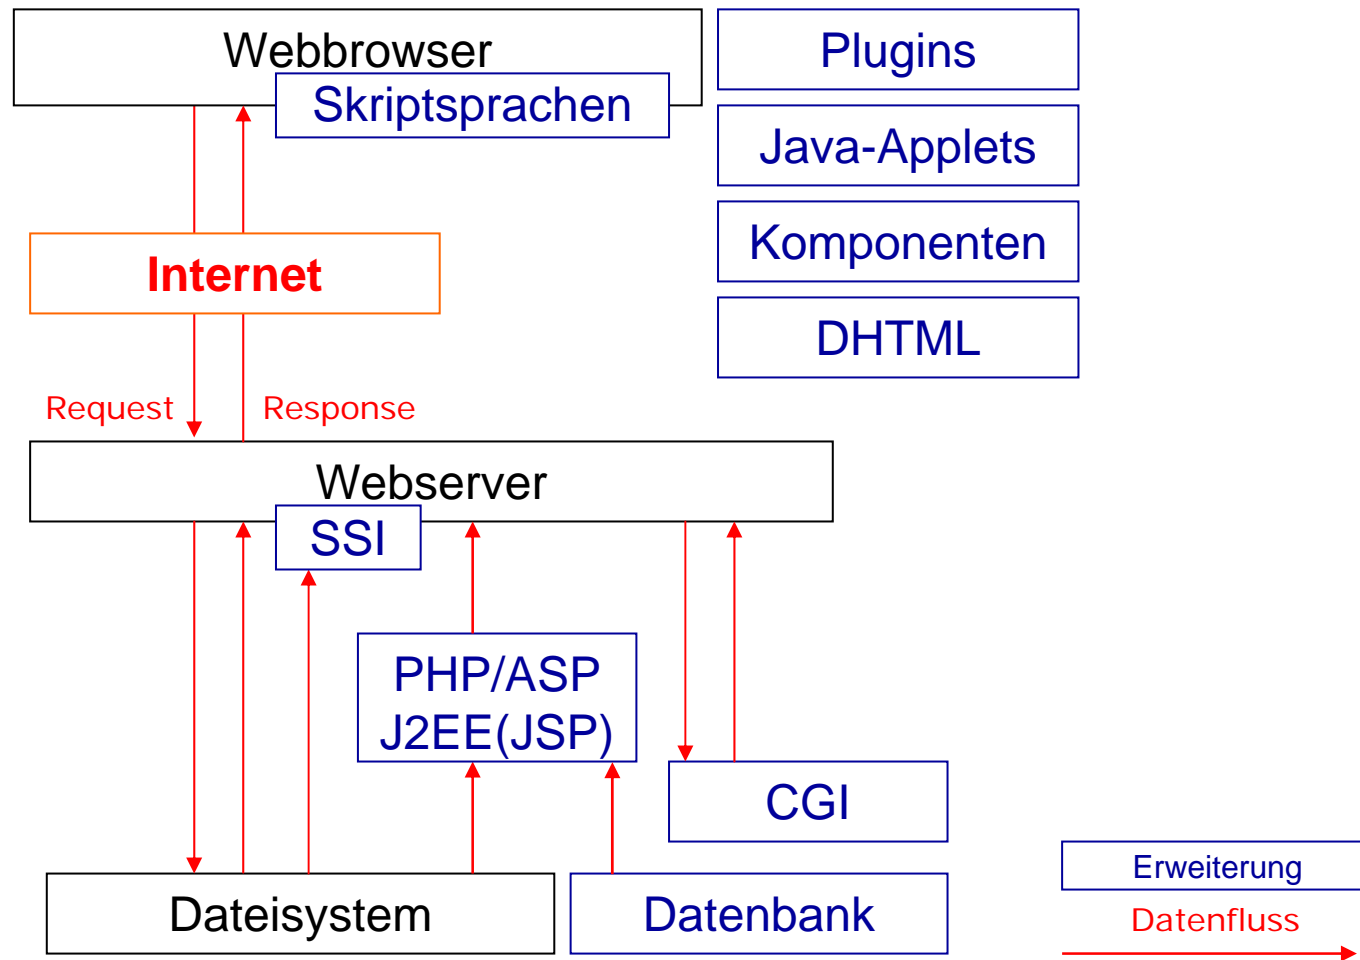 Webbrowser
Skriptsprachen
Plugins
Java-Applets
Komponenten
DHTML
Internet
Request
Response
Webserver
SSI
PHP/ASP
J2EE(JSP)
CGI
Dateisystem
Datenbank
Erweiterung
Datenfluss